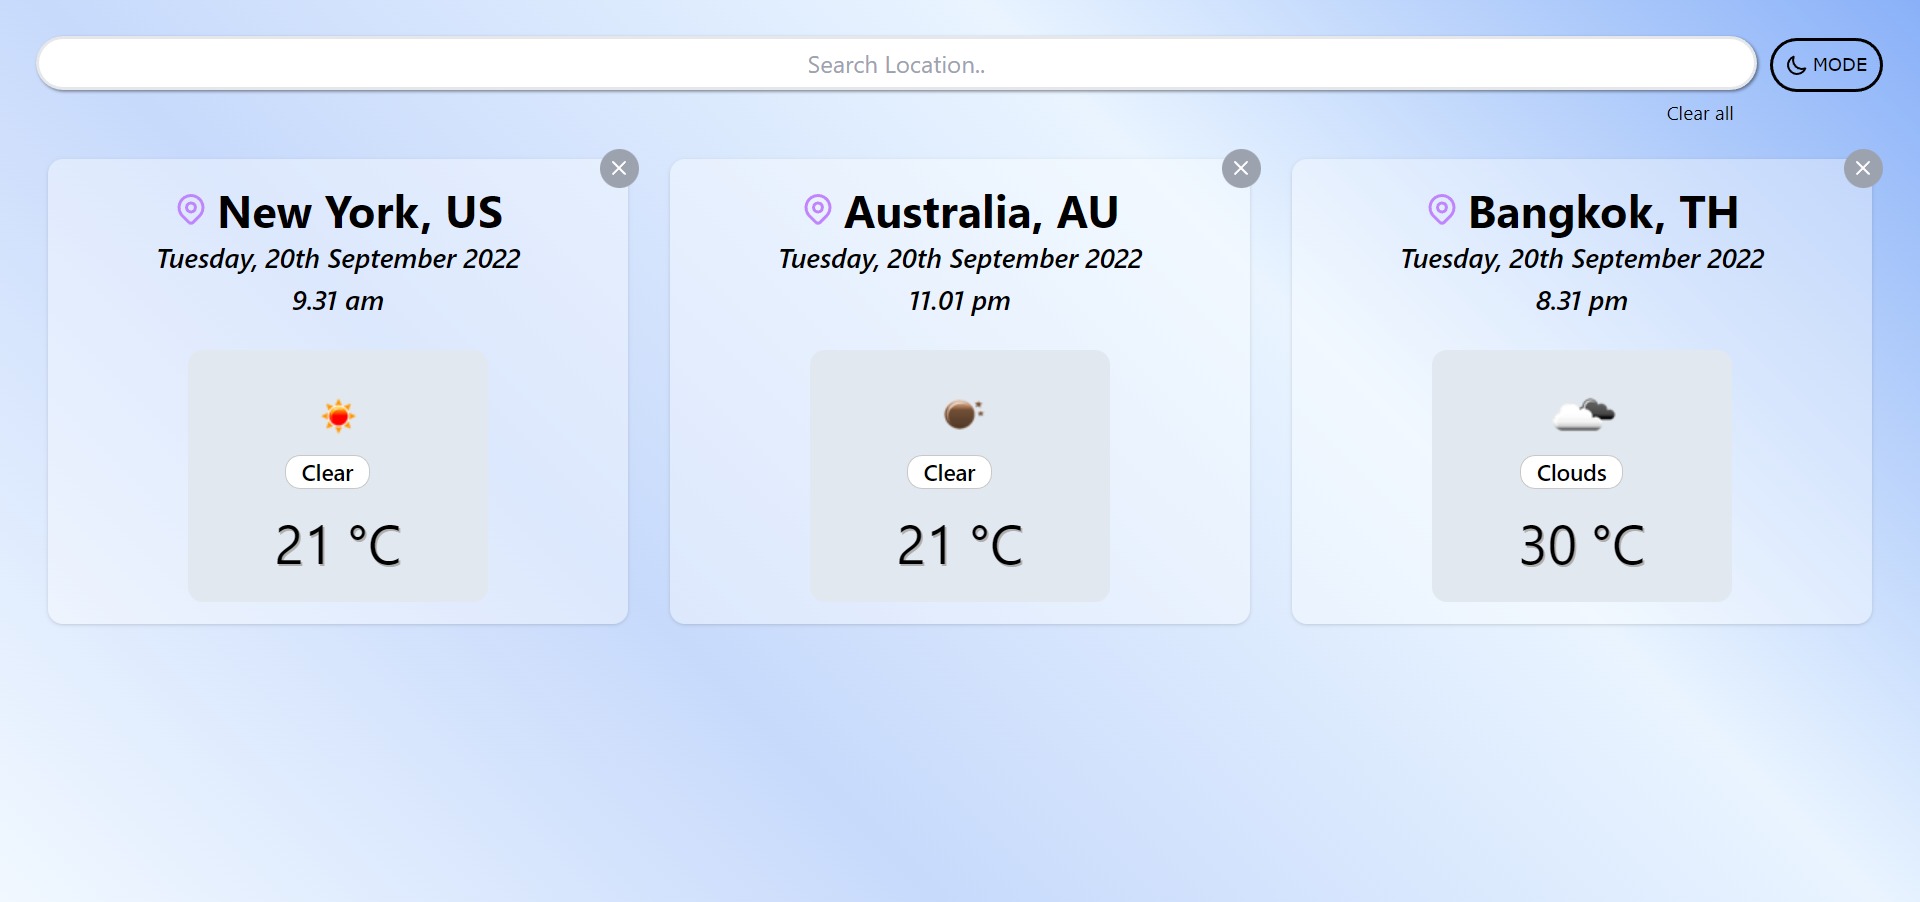 Search Location..
MODE
Clear all
New York, US
Tuesday, 20th September 2022
9.31 am
Clear
21 °C
Australia, AU
Tuesday, 20th September 2022
11.01 pm
Clear
21 °C
Bangkok, TH
Tuesday, 20th September 2022
8.31 pm
Clouds
30 °C